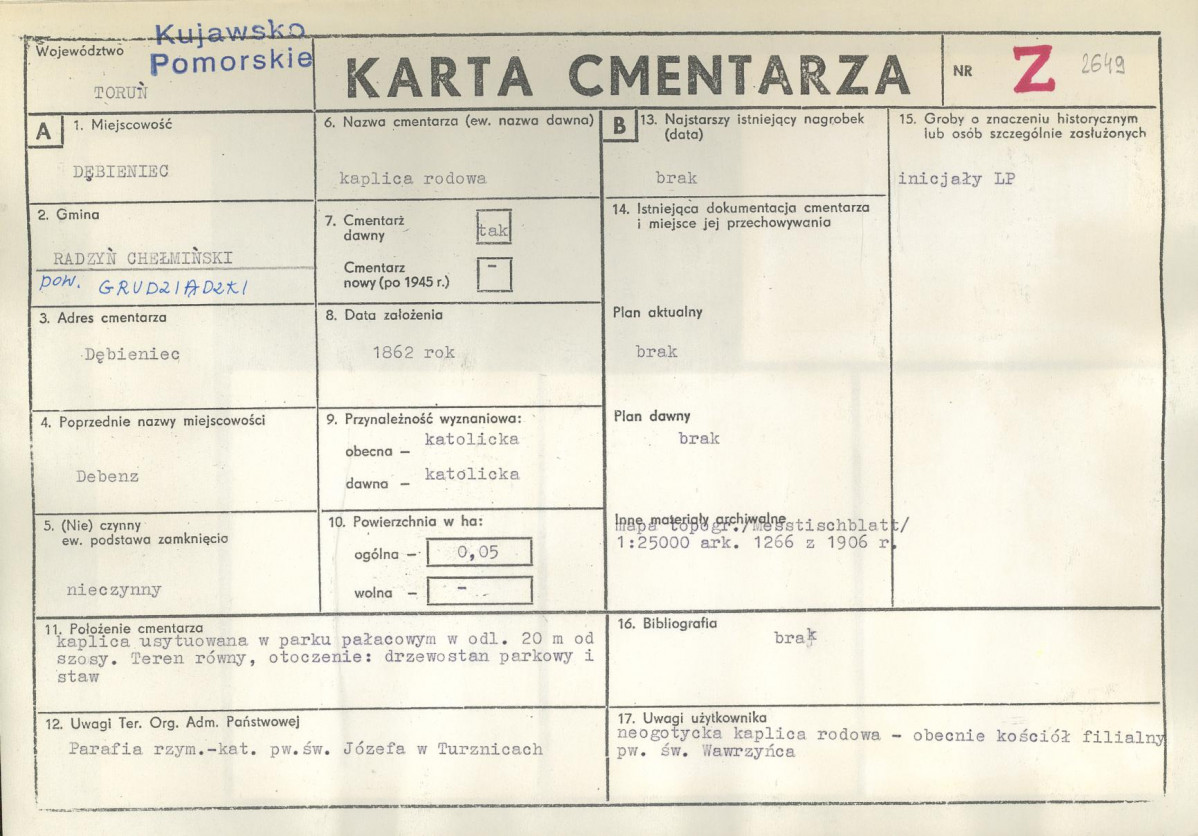 Województwo
Kujawsko
Pomorskie
TORUŃ
KARTA CMENTARZA
NR
Z
2649
A
1. Miejscowość
DĘBIENIEC
2. Gmina
RADZYŃ CHEŁMIŃSKI
pow. GRUDZIĄDZKI
3. Adres cmentarza
Dębieniec
4. Poprzednie nazwy miejscowości
Debenz
5. (Nie) czynny
ew. podstawa zamknięcia
nieczynny
6. Nazwa cmentarza (ew. nazwa dawna)
kaplica rodowa
7. Cmentarż
dawny
tak
Cmentarz
nowy (po 1945 r.)
-
8. Data założenia
1862 rok
9. Przynależność wyznaniowa:
obecna – katolicka
dawna – katolicka
10. Powierzchnia w ha:
ogólna – 0,05
wolna – -
11. Położenie cmentarza
kaplica usytuowana w parku pałacowym w odl. 20 m od
szosy. Teren równy, otoczenie: drzewostan parkowy i
staw
12. Uwagi Ter. Org. Adm. Państwowej
Parafia rzym.-kat. pw.św. Józefa w Turznicach
B
13. Najstarszy istniejący nagrobek
(data)
brak
14. Istniejąca dokumentacja cmentarza
i miejsce jej przechowywania
Plan aktualny
brak
Plan dawny
brak
Inne materiały archiwalne
mapa topogr./messtischblatt/
1:25000 ark. 1266 z 1906 r.
15. Groby o znaczeniu historycznym
lub osób szczególnie zasłużonych
inicjały LP
16. Bibliografia
brak
17. Uwagi użytkownika
neogotycka kaplica rodowa - obecnie kościół filialny
pw. św. Wawrzyńca